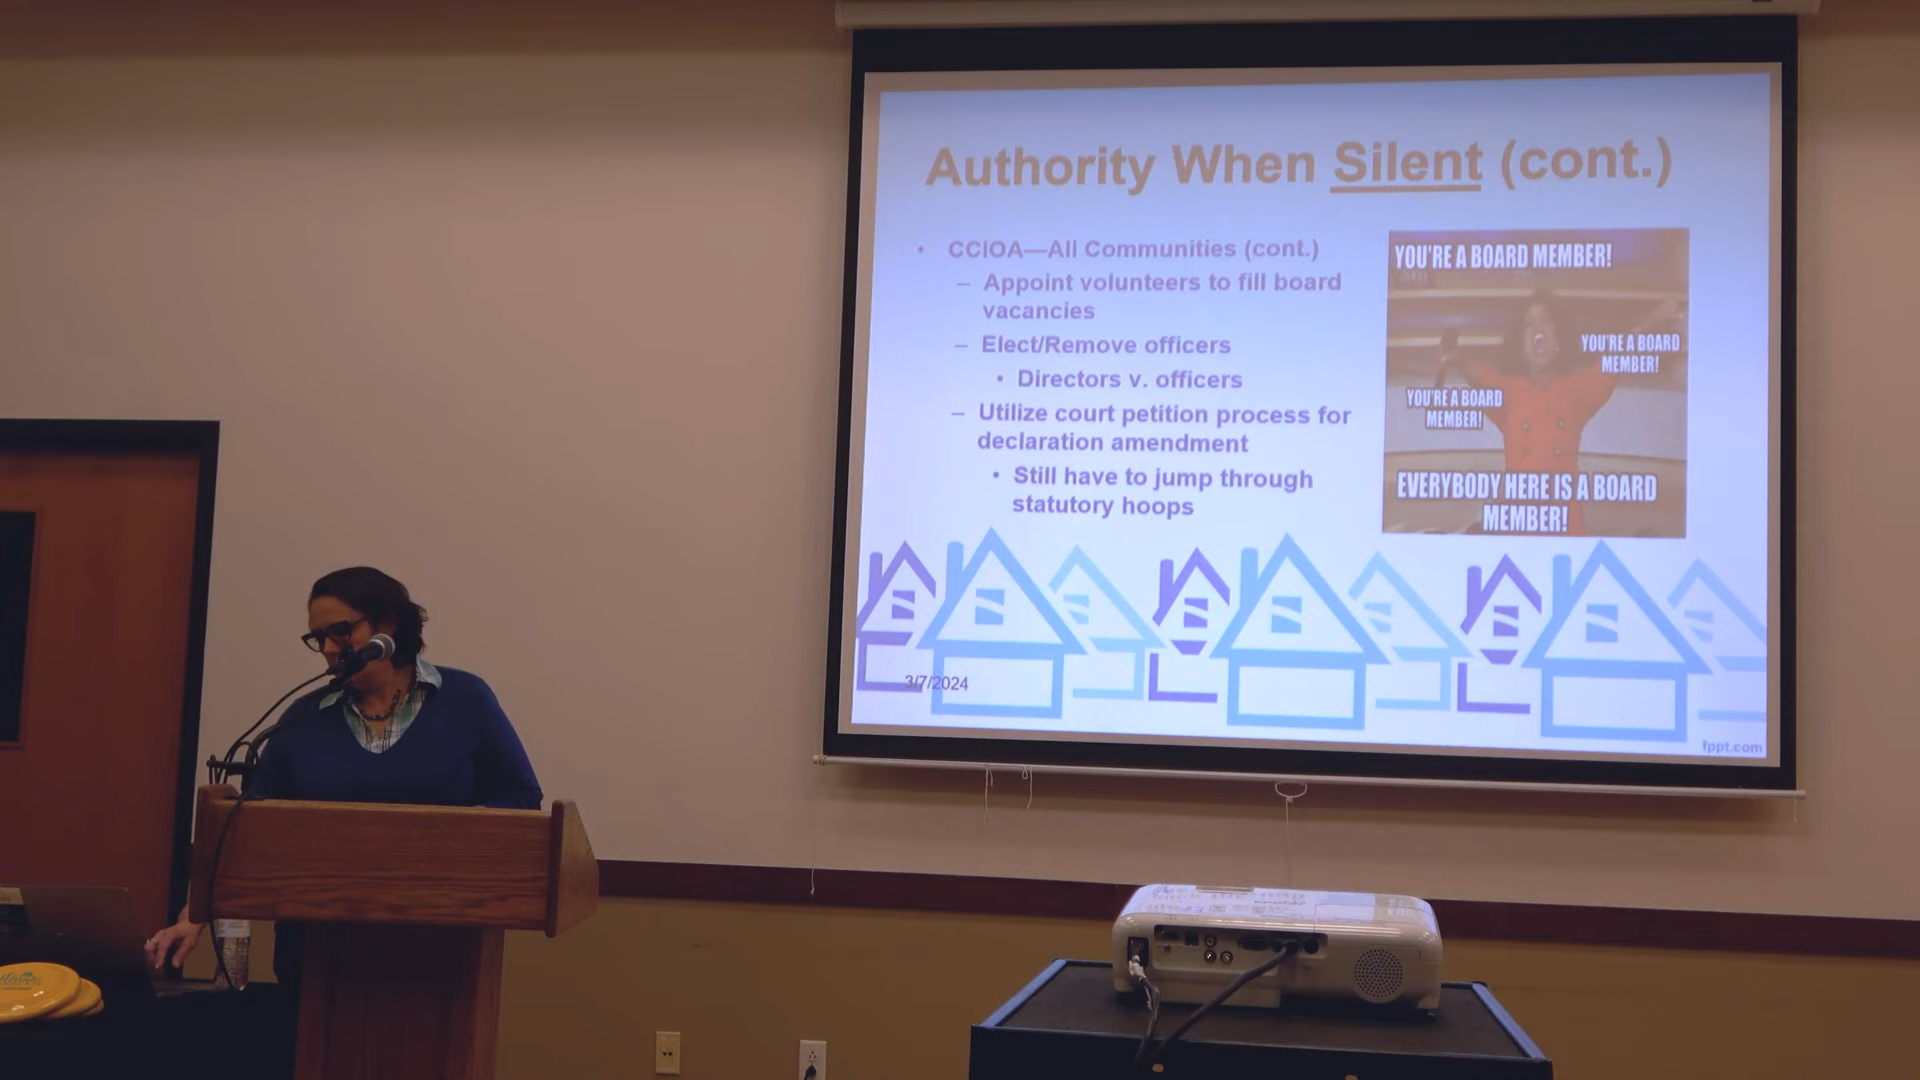 Authority When Silent (cont.)
• CCIOA—All Communities (cont.)
– Appoint volunteers to fill board
vacancies
– Elect/Remove officers
• Directors v. officers
– Utilize court petition process for
declaration amendment
• Still have to jump through
statutory hoops
YOU'RE A BOARD MEMBER!
YOU'RE A BOARD
MEMBER!
YOU'RE A BOARD
MEMBER!
EVERYBODY HERE IS A BOARD
MEMBER!
3/7/2024
fppt.com